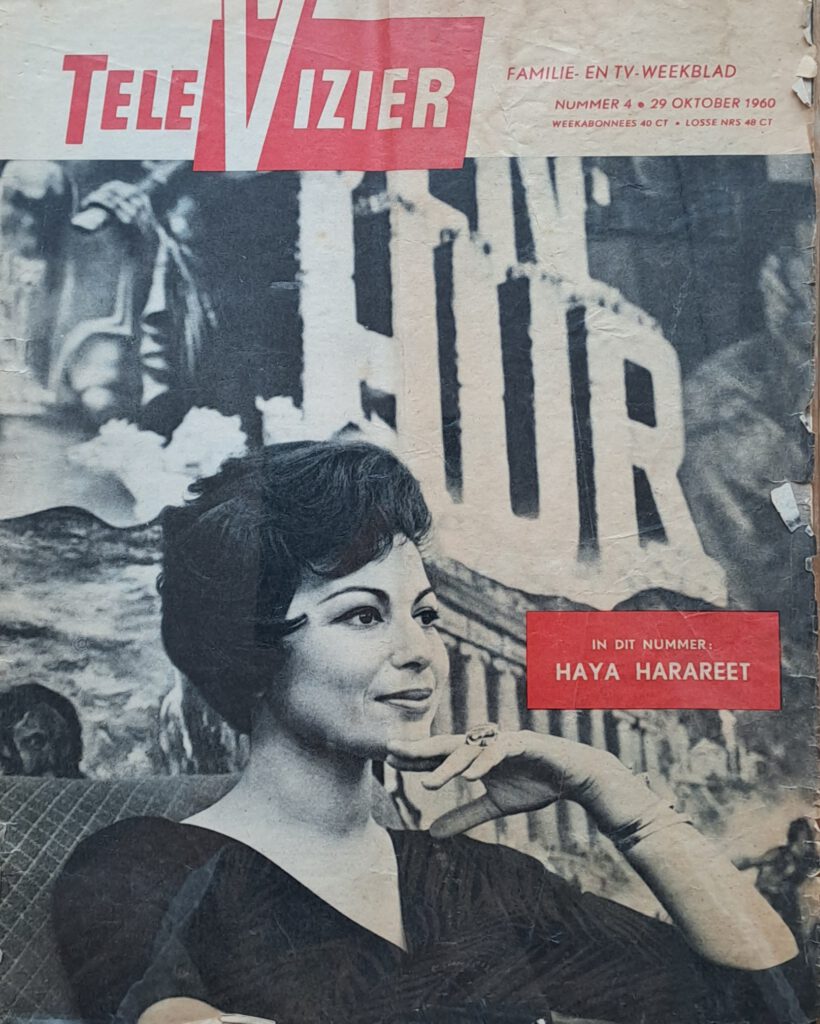 TELEVIZIER
FAMILIE- EN TV-WEEKBLAD
NUMMER 4 • 29 OKTOBER 1960
WEEKABONNEES 40 CT • LOSSE NRS 48 CT
BEN-
HUR
IN DIT NUMMER:
HAYA HARAREET